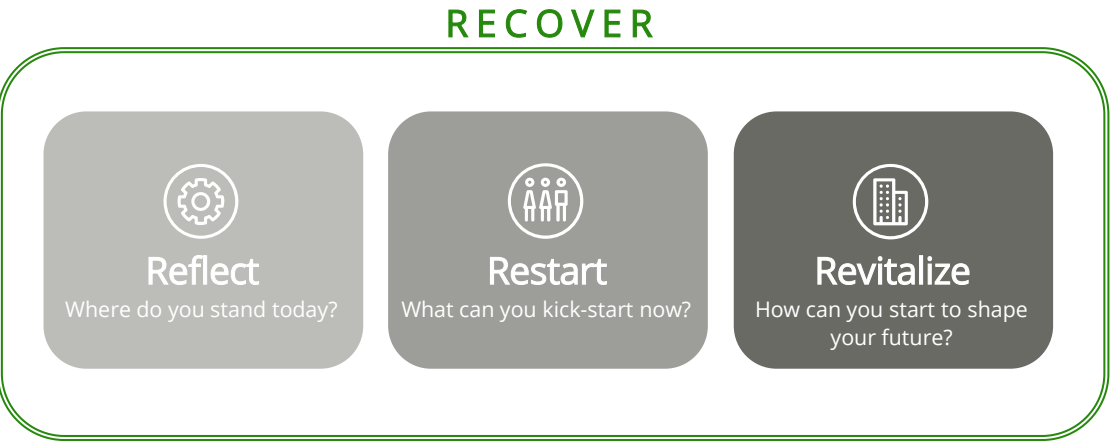 RECOVER
Reflect
Where do you stand today?
Restart
What can you kick-start now?
Revitalize
How can you start to shape
your future?